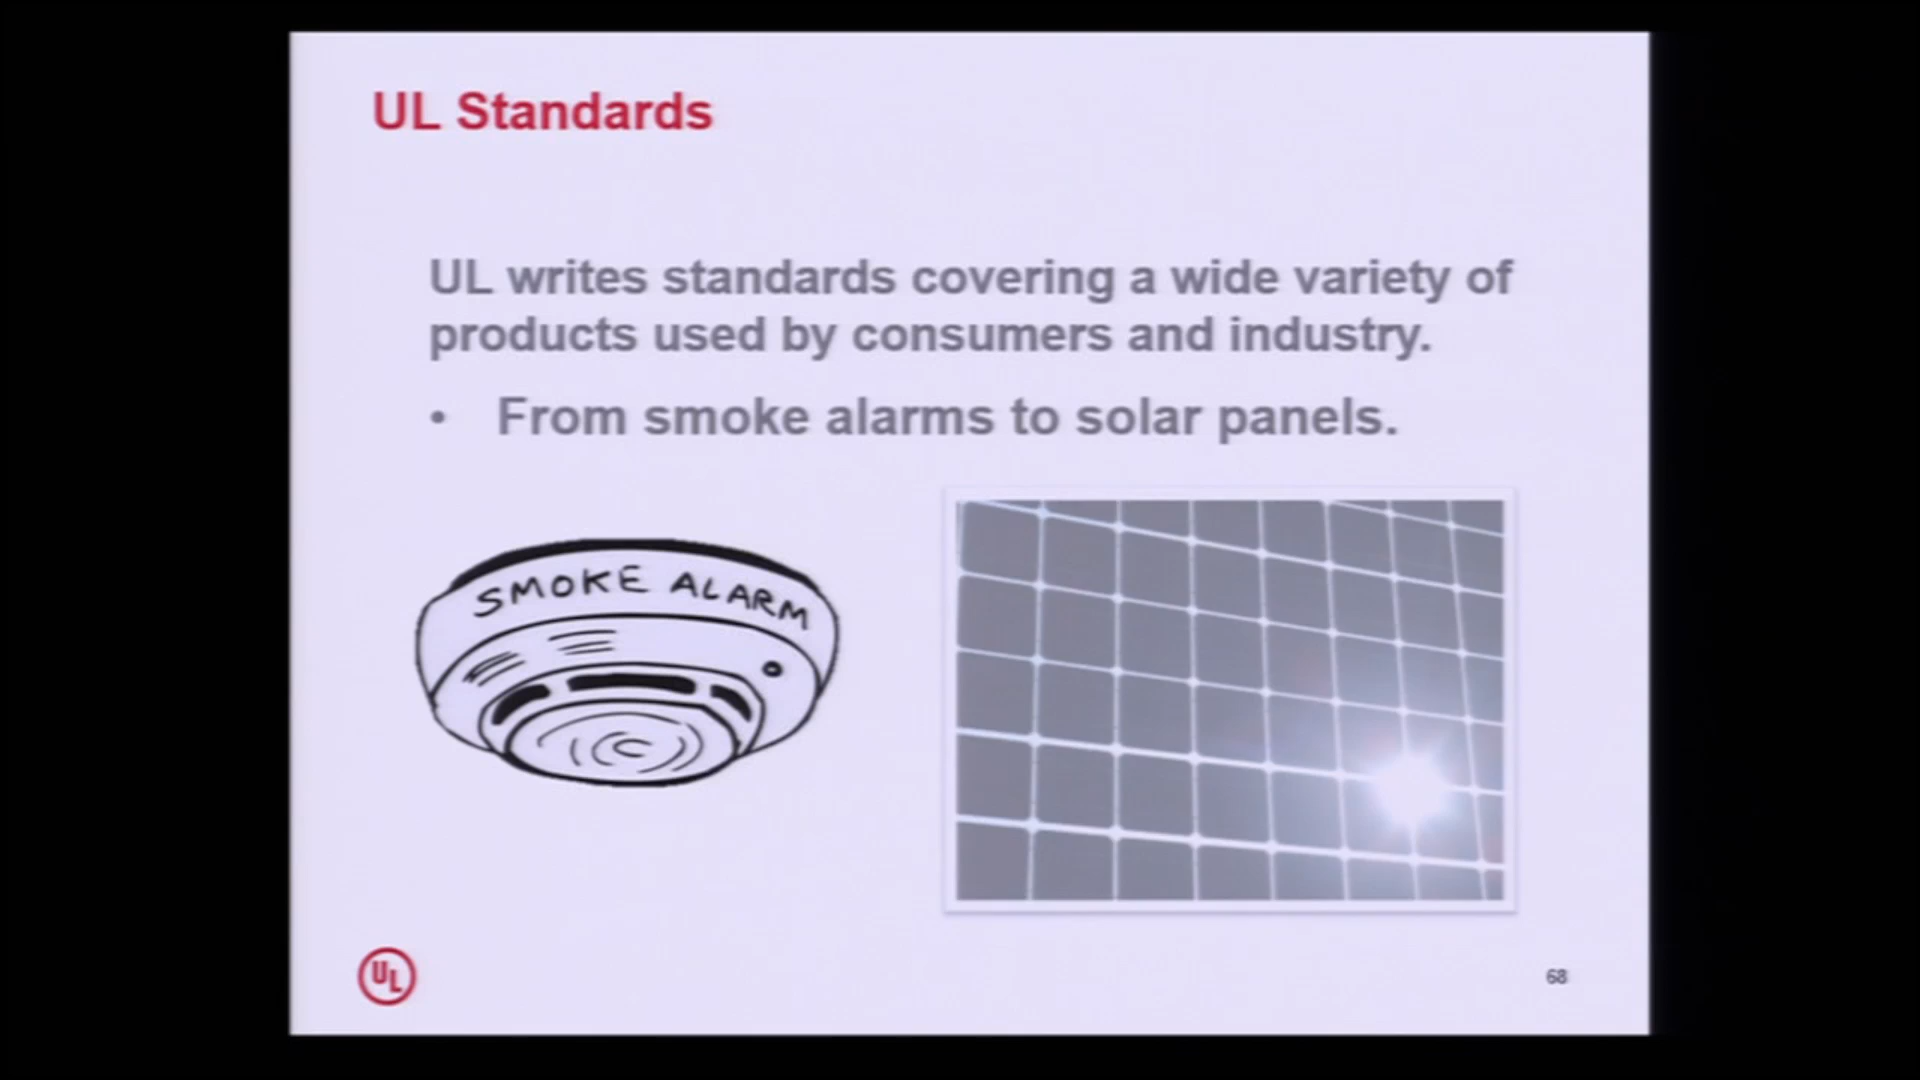 UL Standards
UL writes standards covering a wide variety of
products used by consumers and industry.
• From smoke alarms to solar panels.
SMOKE ALARM
UL
68